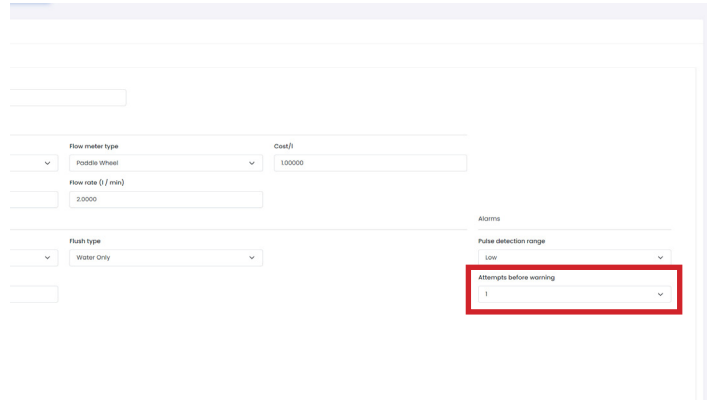 Flow meter type
Cost/l
Paddle Wheel
1.00000
Flow rate (l / min)
2.0000
Alarms
Flush type
Pulse detection range
Water Only
Low
Attempts before warning
1